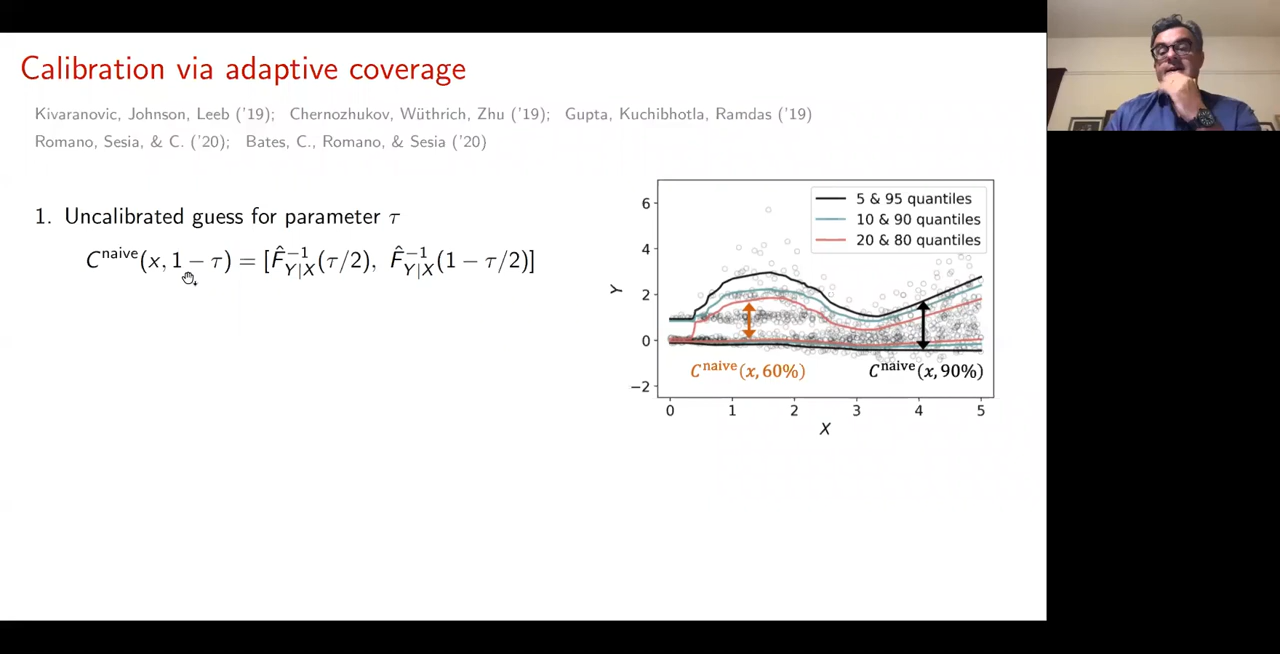 Calibration via adaptive coverage
Kivaranovic, Johnson, Leeb ('19); Chernozhukov, Wüthrich, Zhu ('19); Gupta, Kuchibhotla, Ramdas ('19)
Romano, Sesia, & C. ('20); Bates, C., Romano, & Sesia ('20)
1. Uncalibrated guess for parameter τ
C^naive(x, 1 − τ) = [F̂⁻¹_{Y|X}(τ/2), F̂⁻¹_{Y|X}(1 − τ/2)]
5 & 95 quantiles
10 & 90 quantiles
20 & 80 quantiles
6
4
2
0
−2
Y
C^naive(x, 60%)
C^naive(x, 90%)
0 1 2 3 4 5
X